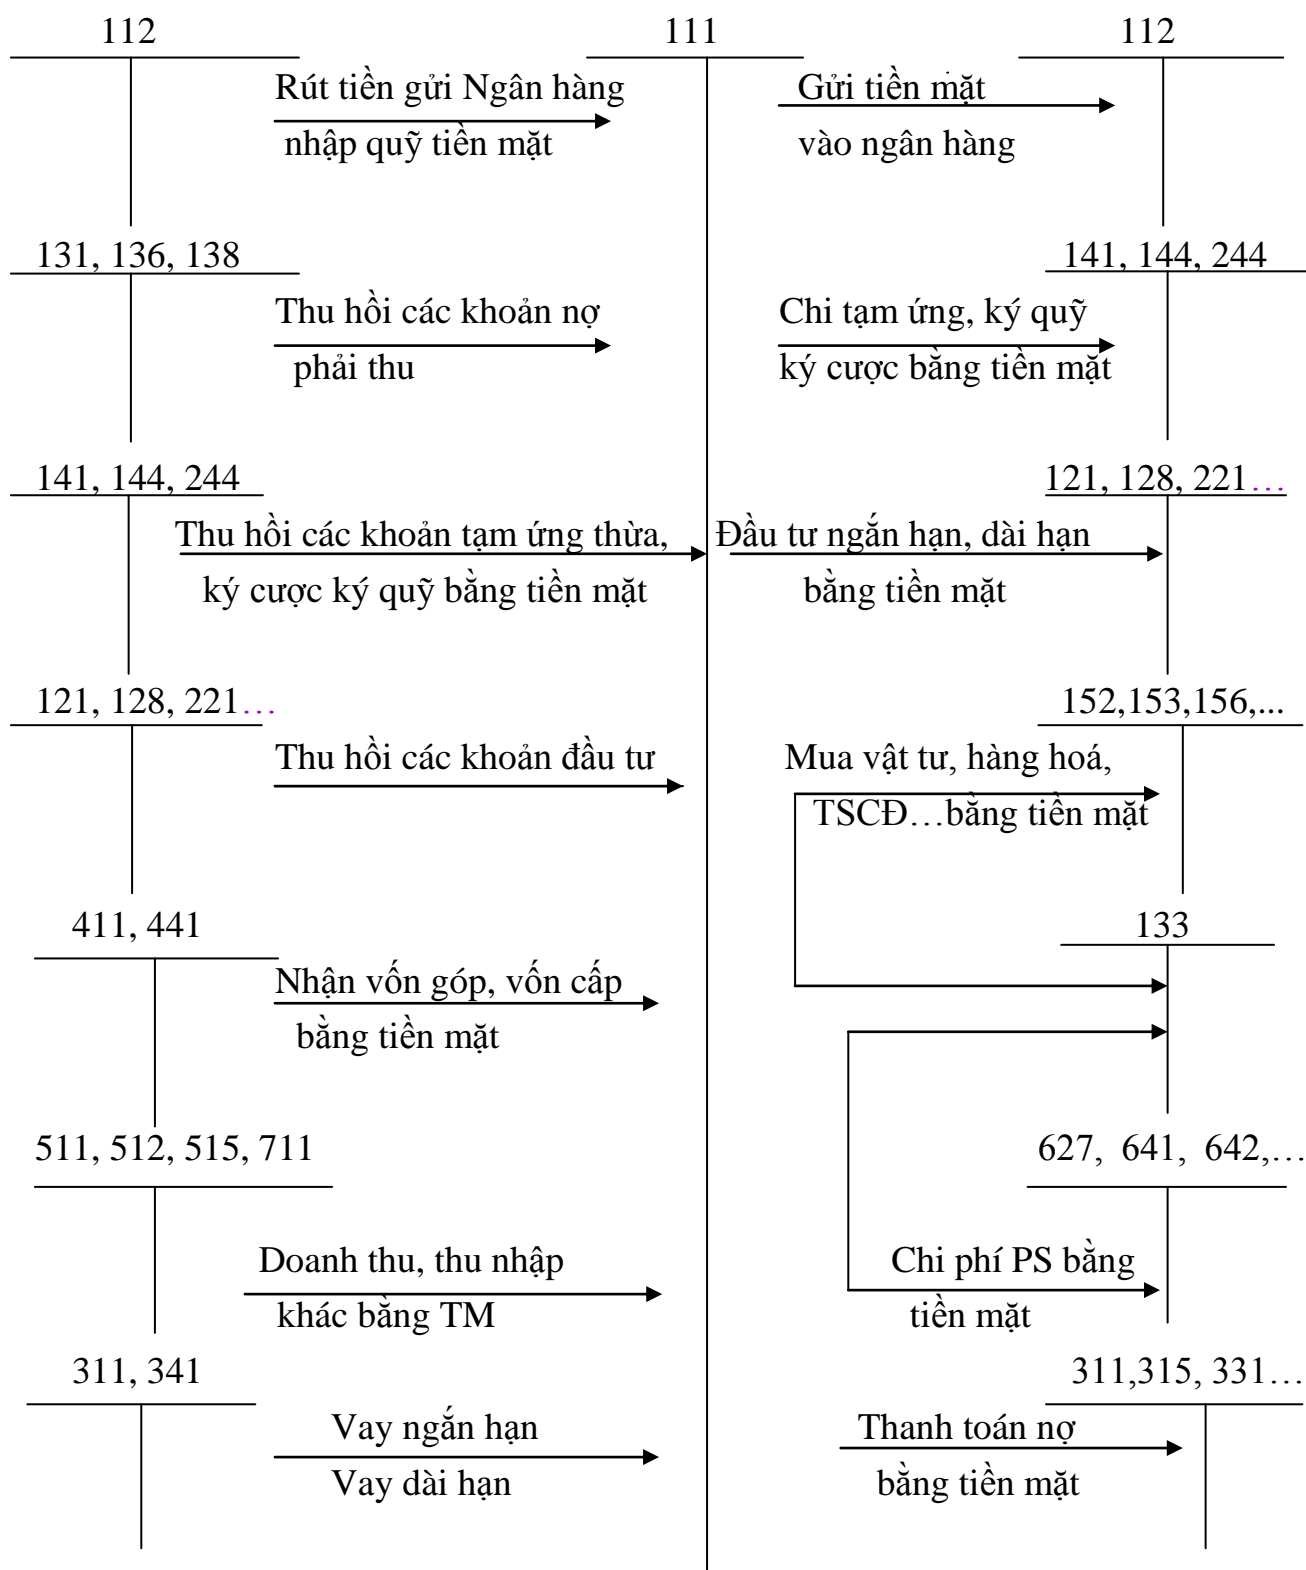 112
111
112
Rút tiền gửi Ngân hàng
nhập quỹ tiền mặt
Gửi tiền mặt
vào ngân hàng
131, 136, 138
141, 144, 244
Thu hồi các khoản nợ
phải thu
Chi tạm ứng, ký quỹ
ký cược bằng tiền mặt
141, 144, 244
121, 128, 221…
Thu hồi các khoản tạm ứng thừa,
ký cược ký quỹ bằng tiền mặt
Đầu tư ngắn hạn, dài hạn
bằng tiền mặt
121, 128, 221…
152,153,156,...
Thu hồi các khoản đầu tư
Mua vật tư, hàng hoá,
TSCĐ…bằng tiền mặt
411, 441
133
Nhận vốn góp, vốn cấp
bằng tiền mặt
511, 512, 515, 711
627, 641, 642,…
Doanh thu, thu nhập
khác bằng TM
Chi phí PS bằng
tiền mặt
311, 341
311,315, 331…
Vay ngắn hạn
Vay dài hạn
Thanh toán nợ
bằng tiền mặt